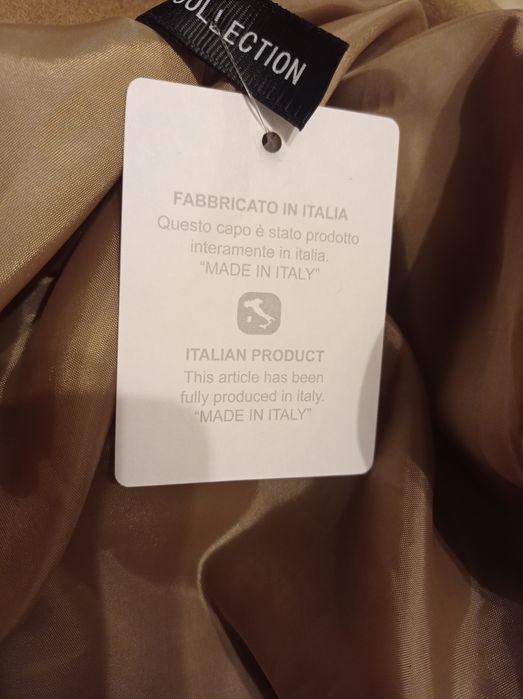 COLLECTION
FABBRICATO IN ITALIA
Questo capo è stato prodotto
interamente in italia.
“MADE IN ITALY”
ITALIAN PRODUCT
This article has been
fully produced in italy.
“MADE IN ITALY”